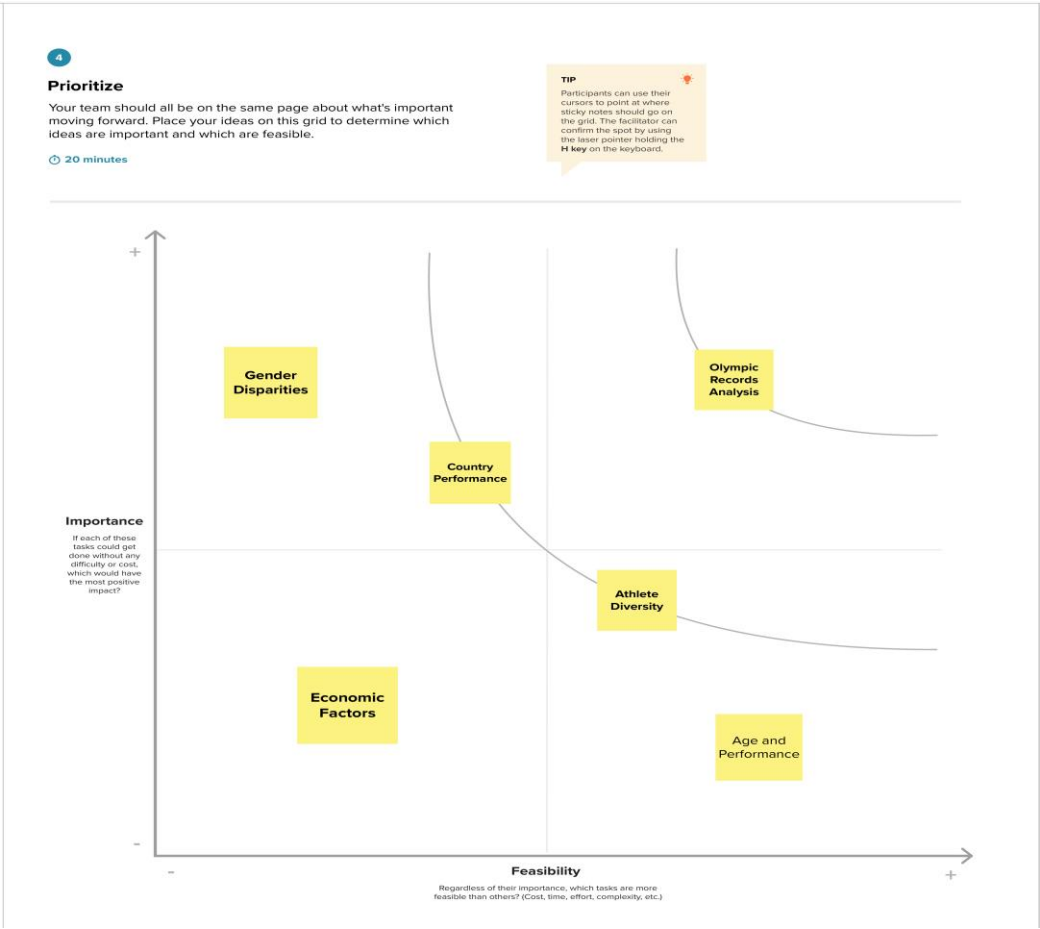 4
Prioritize
Your team should all be on the same page about what's important
moving forward. Place your ideas on this grid to determine which
ideas are important and which are feasible.
20 minutes
TIP
Participants can use their
cursors to point at where
sticky notes should go on
the grid. The facilitator can
confirm the spot by using
the laser pointer holding the
H key on the keyboard.
+
Gender
Disparities
Olympic
Records
Analysis
Country
Performance
Importance
If each of these
tasks could get
done without any
difficulty or cost,
which would have
the most positive
impact?
Athlete
Diversity
Economic
Factors
Age and
Performance
-
-
Feasibility
+
Regardless of their importance, which tasks are more
feasible than others? (Cost, time, effort, complexity, etc.)